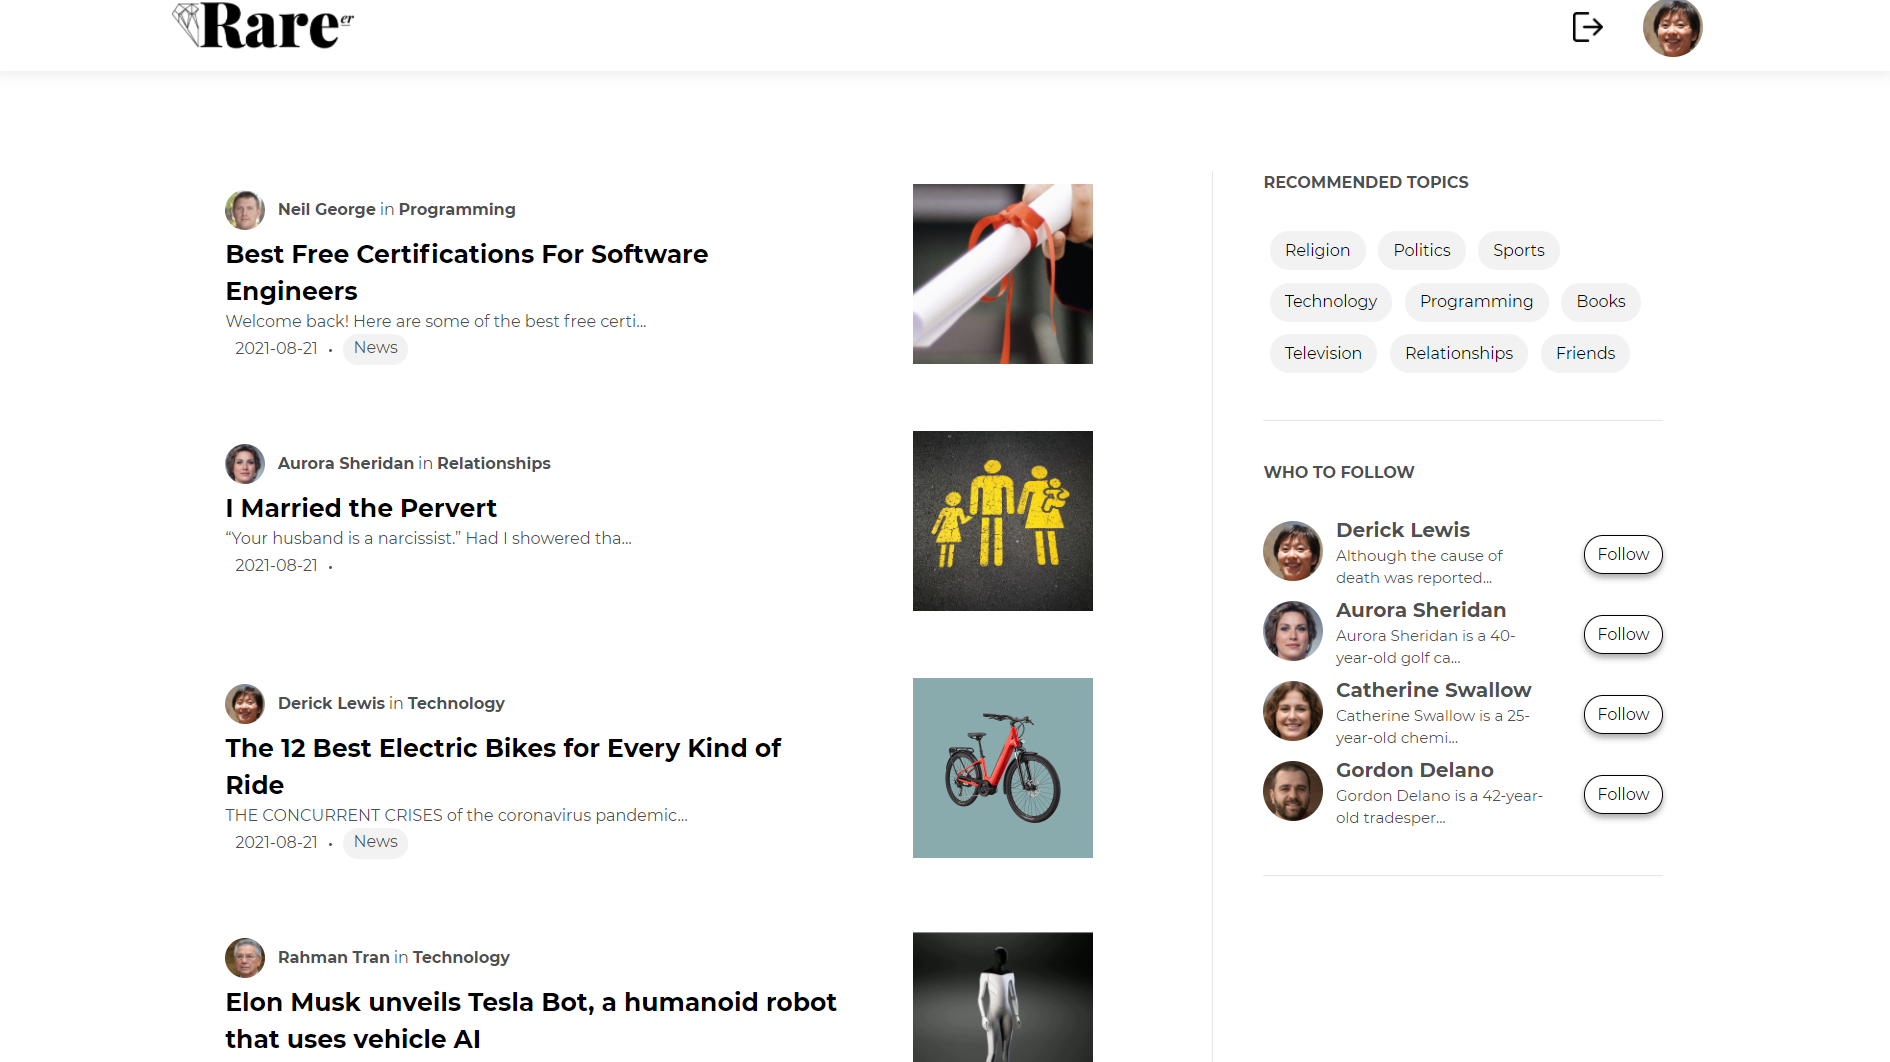 Rareer
Neil George in Programming
Best Free Certifications For Software
Engineers
Welcome back! Here are some of the best free certi...
2021-08-21 • News
Aurora Sheridan in Relationships
I Married the Pervert
“Your husband is a narcissist.” Had I showered tha...
2021-08-21 •
Derick Lewis in Technology
The 12 Best Electric Bikes for Every Kind of
Ride
THE CONCURRENT CRISES of the coronavirus pandemic...
2021-08-21 • News
Rahman Tran in Technology
Elon Musk unveils Tesla Bot, a humanoid robot
that uses vehicle AI
RECOMMENDED TOPICS
Religion Politics Sports
Technology Programming Books
Television Relationships Friends
WHO TO FOLLOW
Derick Lewis
Although the cause of
death was reported...
Follow
Aurora Sheridan
Aurora Sheridan is a 40-
year-old golf ca...
Follow
Catherine Swallow
Catherine Swallow is a 25-
year-old chemi...
Follow
Gordon Delano
Gordon Delano is a 42-year-
old tradesper...
Follow